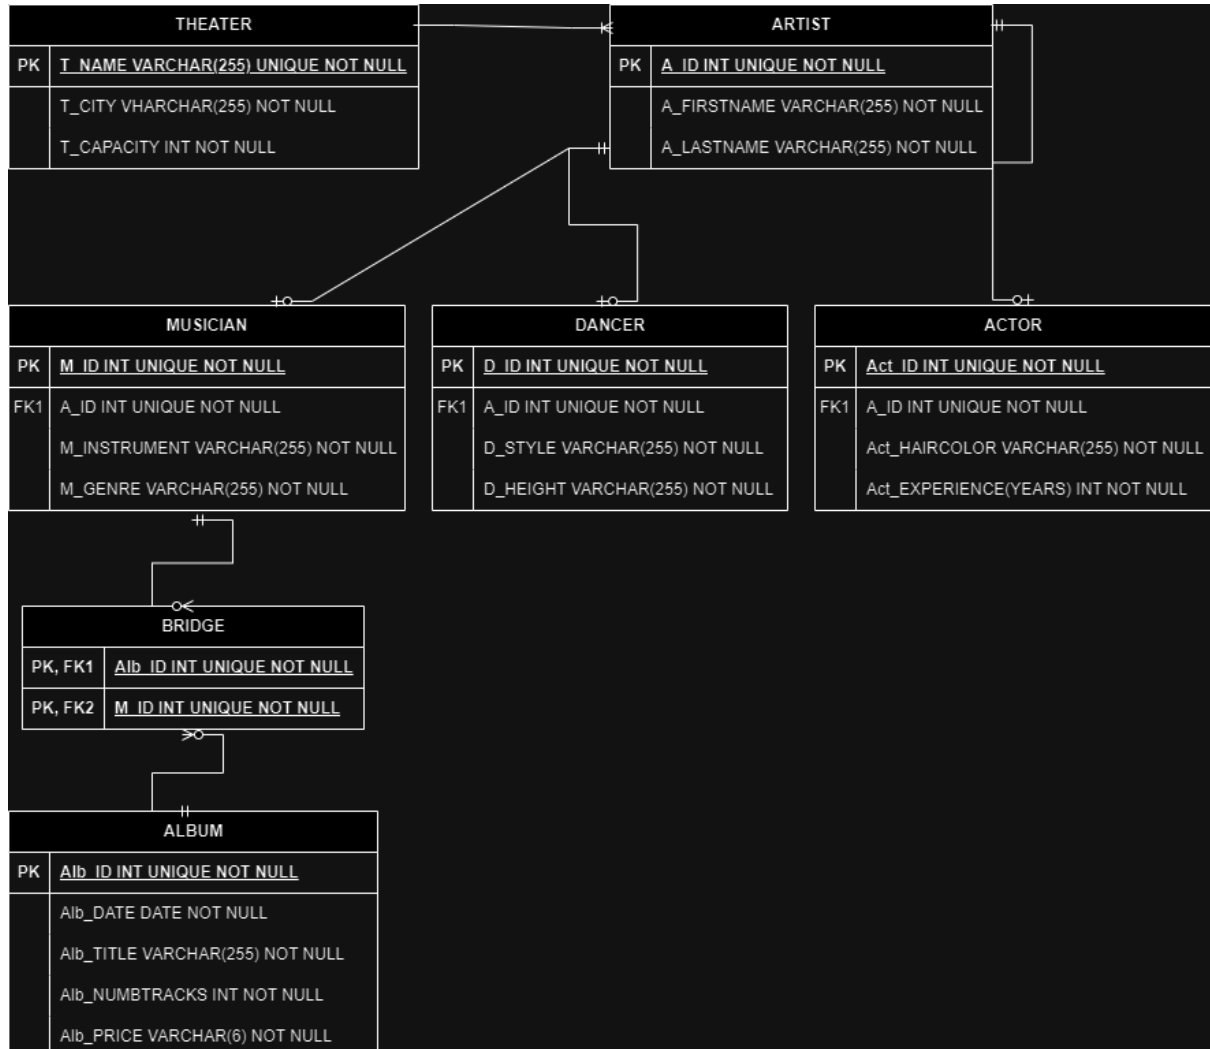 THEATER
PK T_NAME VARCHAR(255) UNIQUE NOT NULL
T_CITY VHARCHAR(255) NOT NULL
T_CAPACITY INT NOT NULL
ARTIST
PK A_ID INT UNIQUE NOT NULL
A_FIRSTNAME VARCHAR(255) NOT NULL
A_LASTNAME VARCHAR(255) NOT NULL
MUSICIAN
PK M_ID INT UNIQUE NOT NULL
FK1 A_ID INT UNIQUE NOT NULL
M_INSTRUMENT VARCHAR(255) NOT NULL
M_GENRE VARCHAR(255) NOT NULL
DANCER
PK D_ID INT UNIQUE NOT NULL
FK1 A_ID INT UNIQUE NOT NULL
D_STYLE VARCHAR(255) NOT NULL
D_HEIGHT VARCHAR(255) NOT NULL
ACTOR
PK Act_ID INT UNIQUE NOT NULL
FK1 A_ID INT UNIQUE NOT NULL
Act_HAIRCOLOR VARCHAR(255) NOT NULL
Act_EXPERIENCE(YEARS) INT NOT NULL
BRIDGE
PK, FK1 Alb_ID INT UNIQUE NOT NULL
PK, FK2 M_ID INT UNIQUE NOT NULL
ALBUM
PK Alb_ID INT UNIQUE NOT NULL
Alb_DATE DATE NOT NULL
Alb_TITLE VARCHAR(255) NOT NULL
Alb_NUMBTRACKS INT NOT NULL
Alb_PRICE VARCHAR(6) NOT NULL